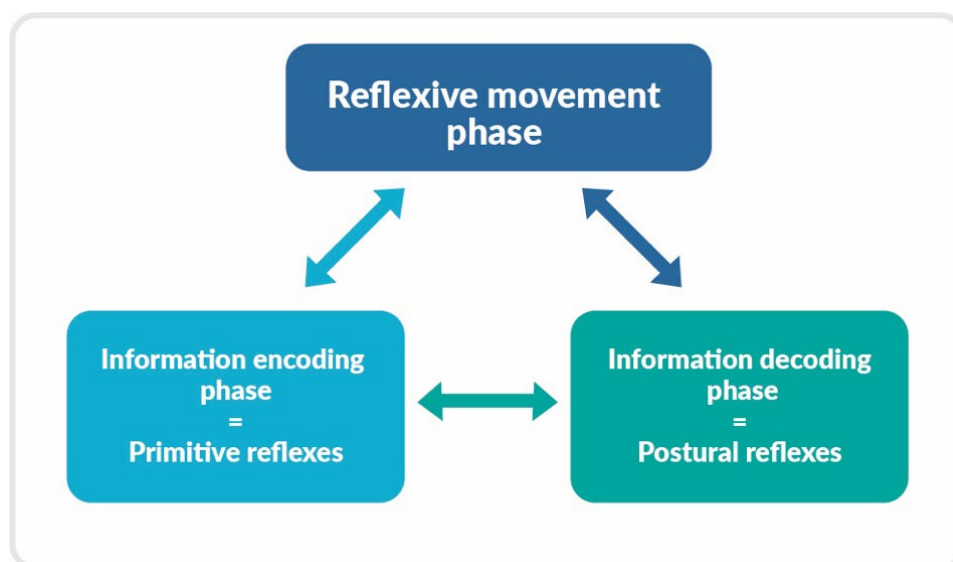 Reflexive movement
phase
Information encoding
phase
=
Primitive reflexes
Information decoding
phase
=
Postural reflexes